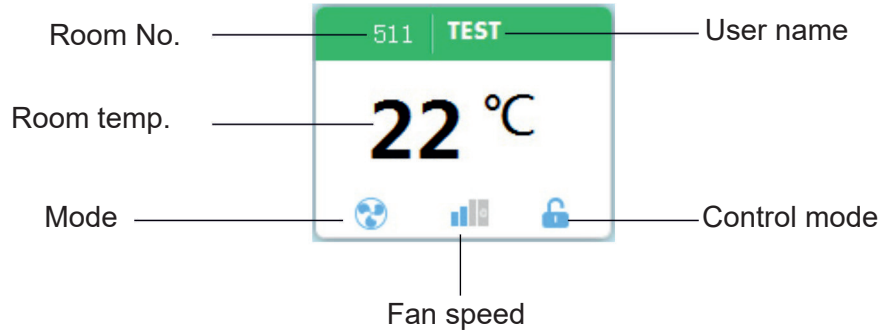 Room No.
511
TEST
User name
Room temp.
22 °C
Mode
Control mode
Fan speed